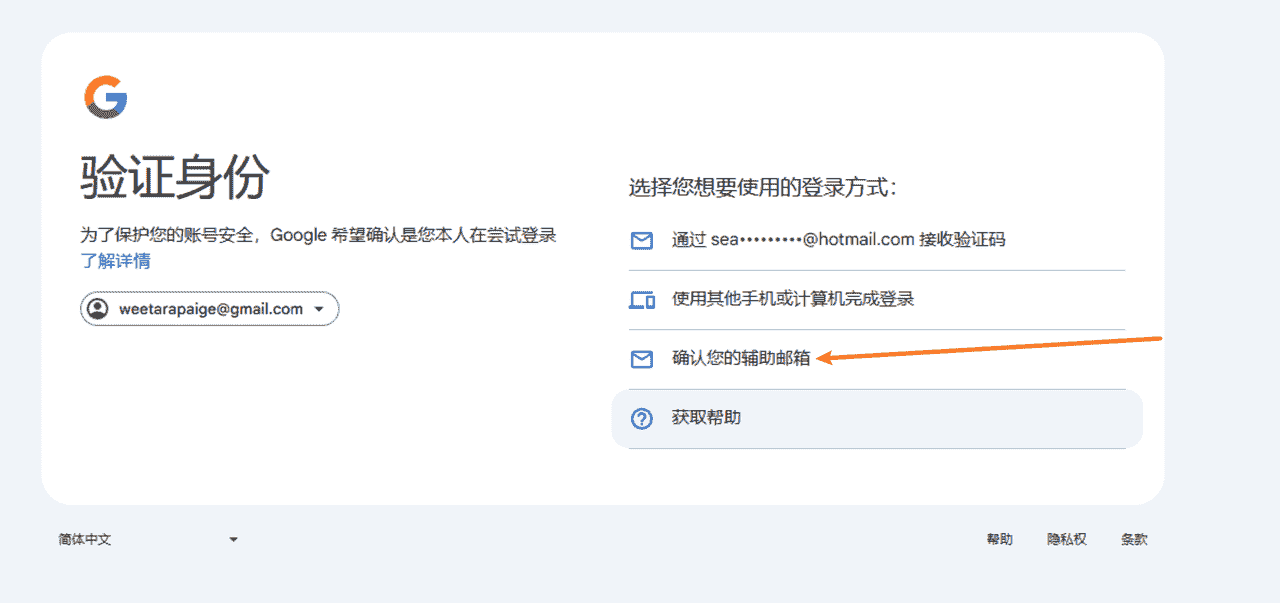 验证身份
为了保护您的账号安全，Google 希望确认是您本人在尝试登录
了解详情
weetarapaige@gmail.com
选择您想要使用的登录方式：
通过 sea•••••••••@hotmail.com 接收验证码
使用其他手机或计算机完成登录
确认您的辅助邮箱
获取帮助
简体中文
帮助 隐私权 条款